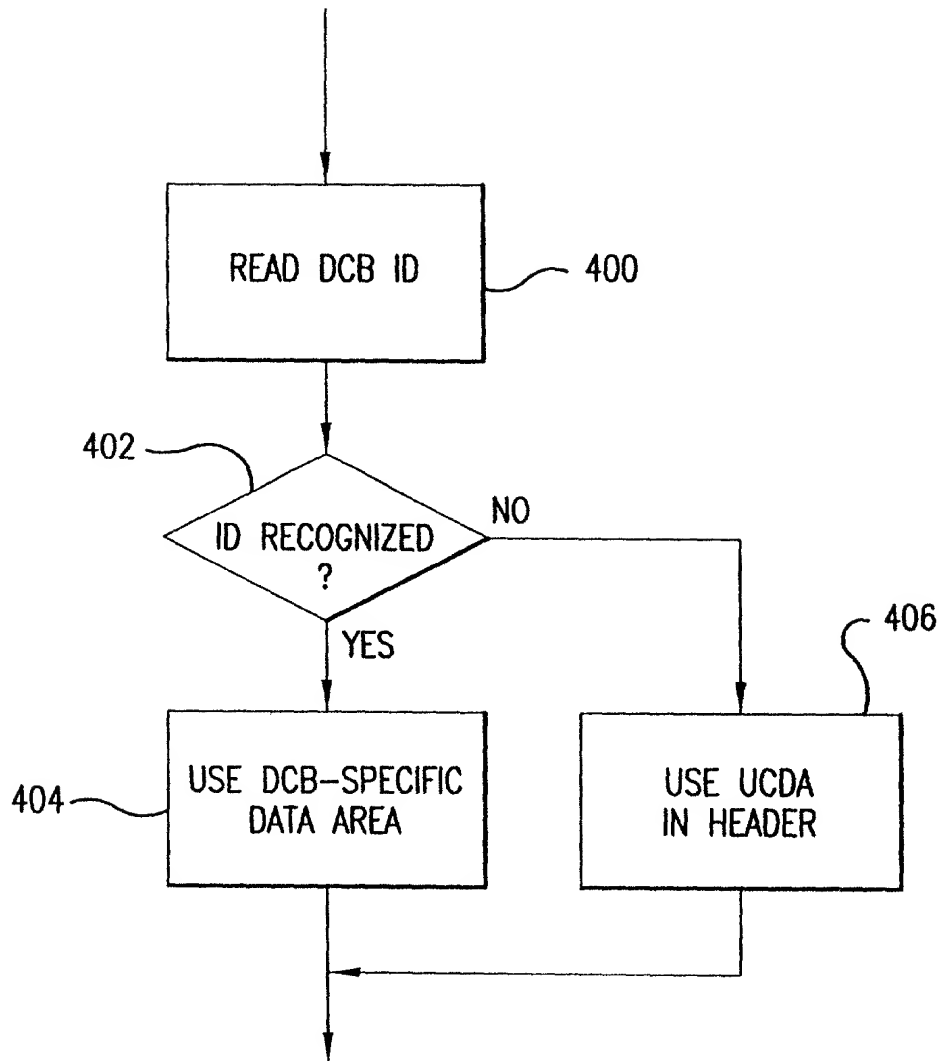 READ DCB ID
400
402
ID RECOGNIZED
?
NO
YES
406
404
USE DCB-SPECIFIC
DATA AREA
USE UCDA
IN HEADER